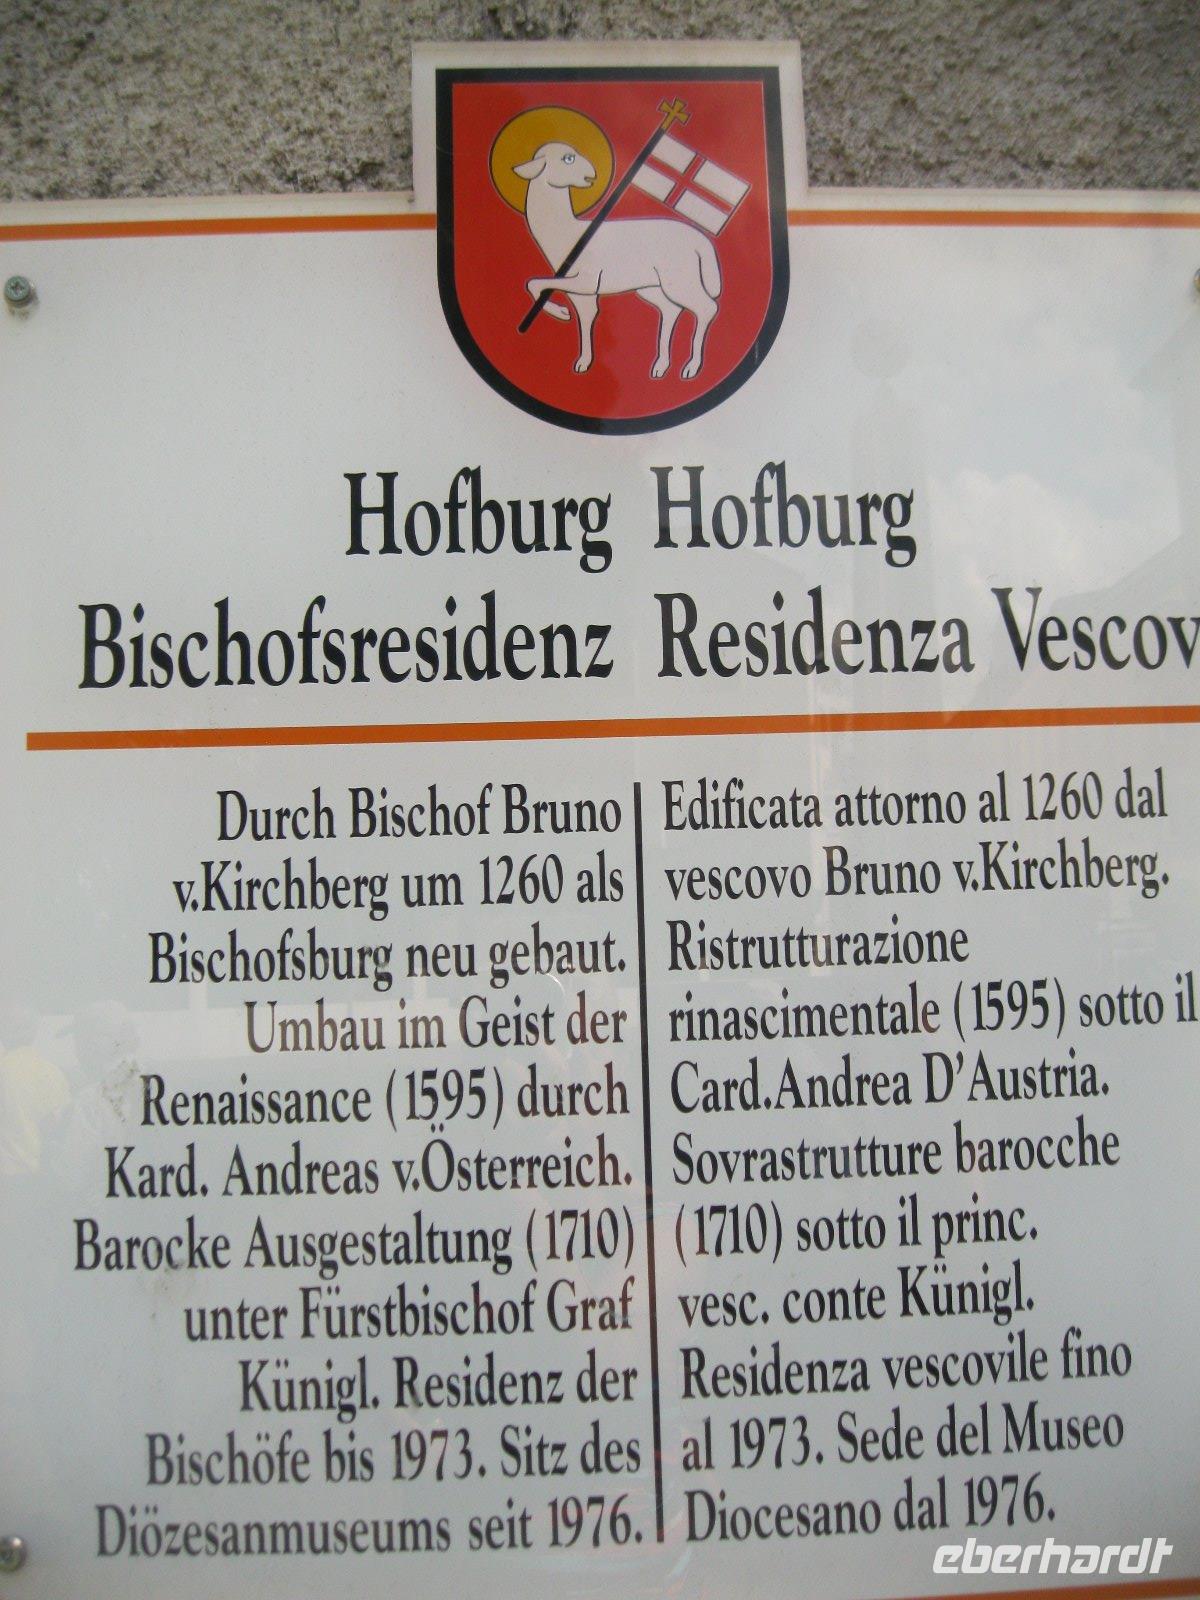 Hofburg
Bischofsresidenz
Durch Bischof Bruno
v.Kirchberg um 1260 als
Bischofsburg neu gebaut.
Umbau im Geist der
Renaissance (1595) durch
Kard. Andreas v.Österreich.
Barocke Ausgestaltung (1710)
unter Fürstbischof Graf
Künigl. Residenz der
Bischöfe bis 1973. Sitz des
Diözesanmuseums seit 1976.
Hofburg
Residenza Vescov
Edificata attorno al 1260 dal
vescovo Bruno v.Kirchberg.
Ristrutturazione
rinascimentale (1595) sotto il
Card.Andrea D'Austria.
Sovrastrutture barocche
(1710) sotto il princ.
vesc. conte Künigl.
Residenza vescovile fino
al 1973. Sede del Museo
Diocesano dal 1976.
eberhardt